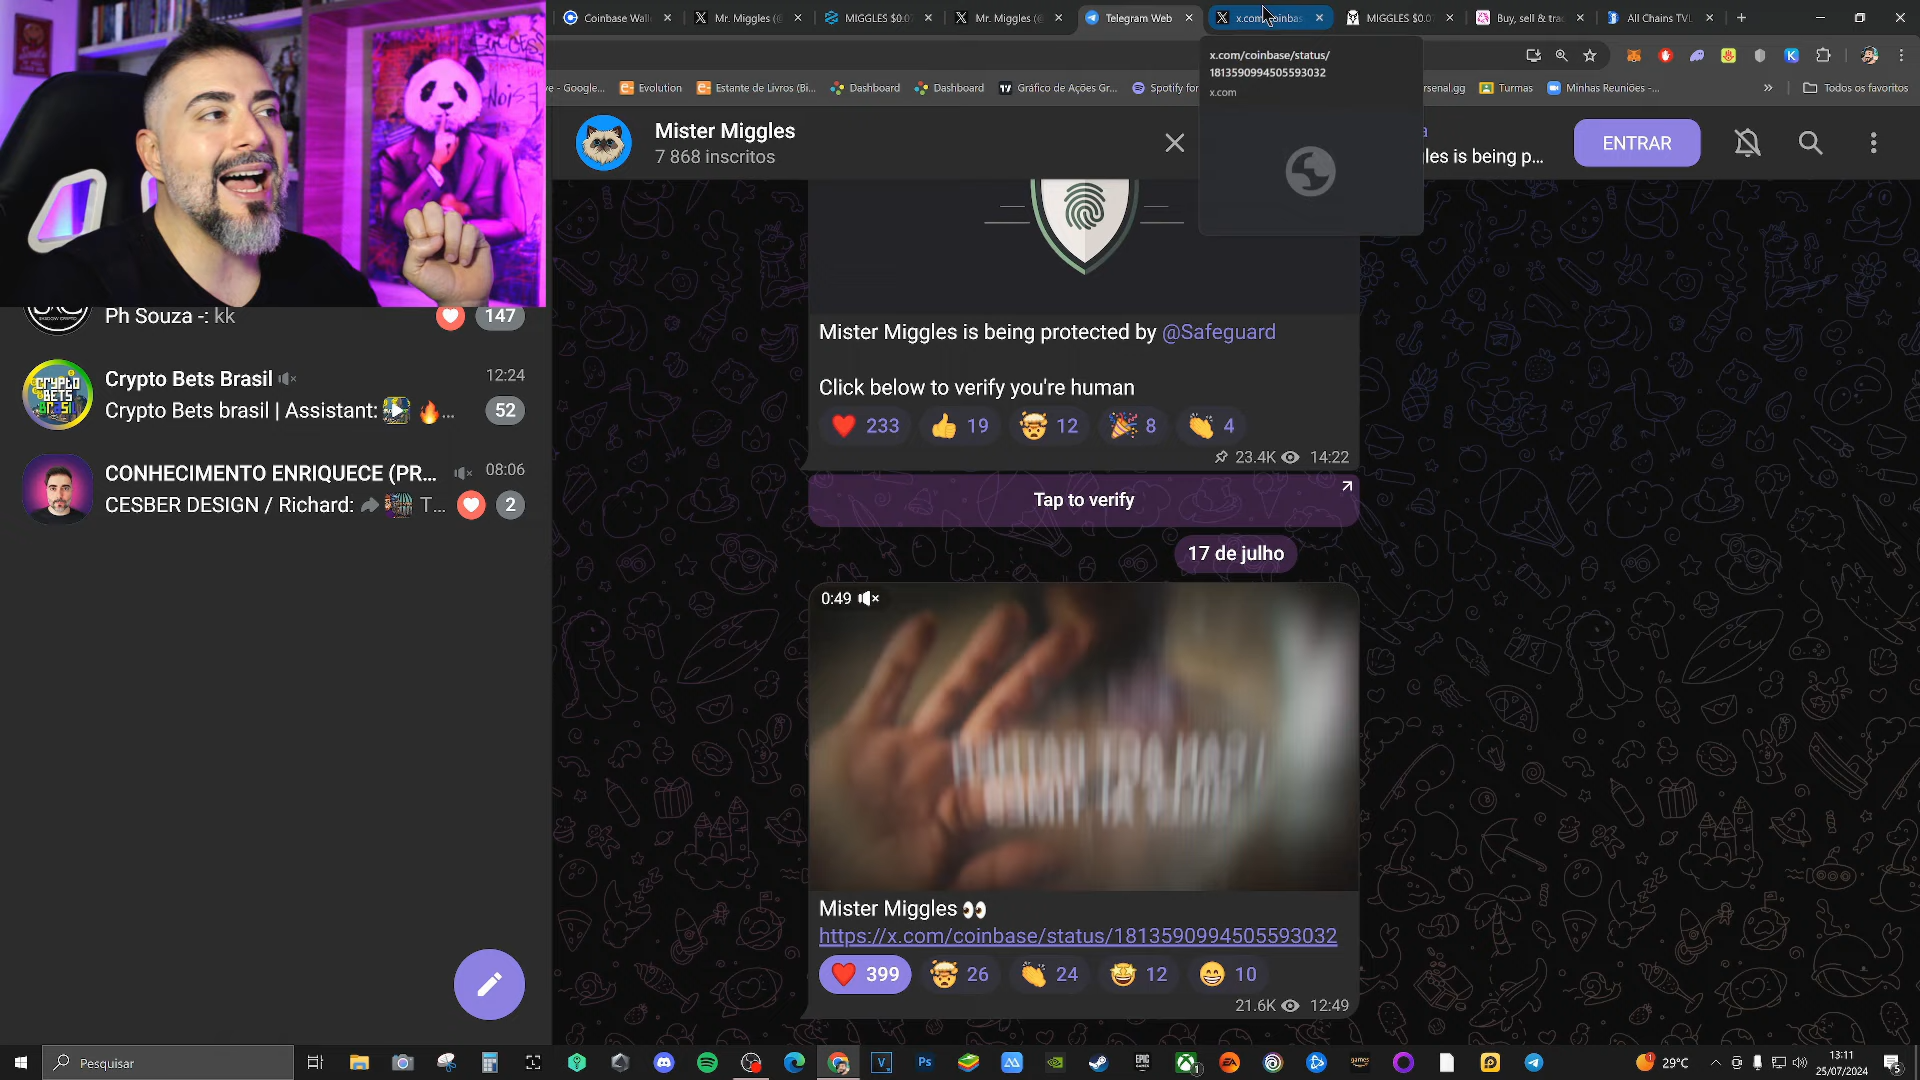 Coinbase Wall
Mr. Miggles (
MIGGLES $0.0
Mr. Miggles (
Telegram Web
x.com/coinbas
MIGGLES $0.0
Buy, sell & tra
All Chains TVL
x.com/coinbase/status/
1813590994505593032
x.com
ve - Google...
Evolution
Estante de Livros (Bi...
Dashboard
Dashboard
Gráfico de Ações Gr...
Spotify for
arsenal.gg
Turmas
Minhas Reuniões -...
Todos os favoritos
Mister Miggles
7 868 inscritos
les is being p...
ENTRAR
Ph Souza -: kk
147
Crypto Bets Brasil
12:24
Crypto Bets brasil | Assistant:
52
CRYPTO
BETS
BRASIL
CONHECIMENTO ENRIQUECE (PR...
08:06
CESBER DESIGN / Richard:
T...
2
Mister Miggles is being protected by @Safeguard
Click below to verify you're human
233 19 12 8 4
23.4K 14:22
Tap to verify
17 de julho
0:49
Mister Miggles
https://x.com/coinbase/status/1813590994505593032
399 26 24 12 10
21.6K 12:49
Pesquisar
29°C
13:11
25/07/2024